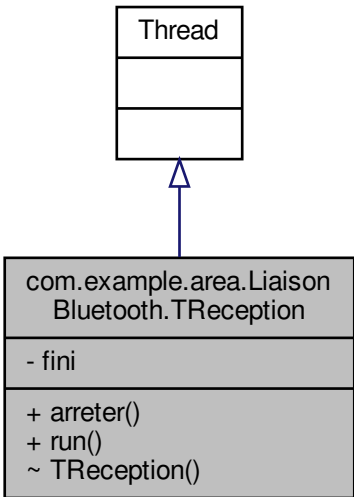 Thread
com.example.area.Liaison
Bluetooth.TReception
- fini
+ arreter()
+ run()
~ TReception()